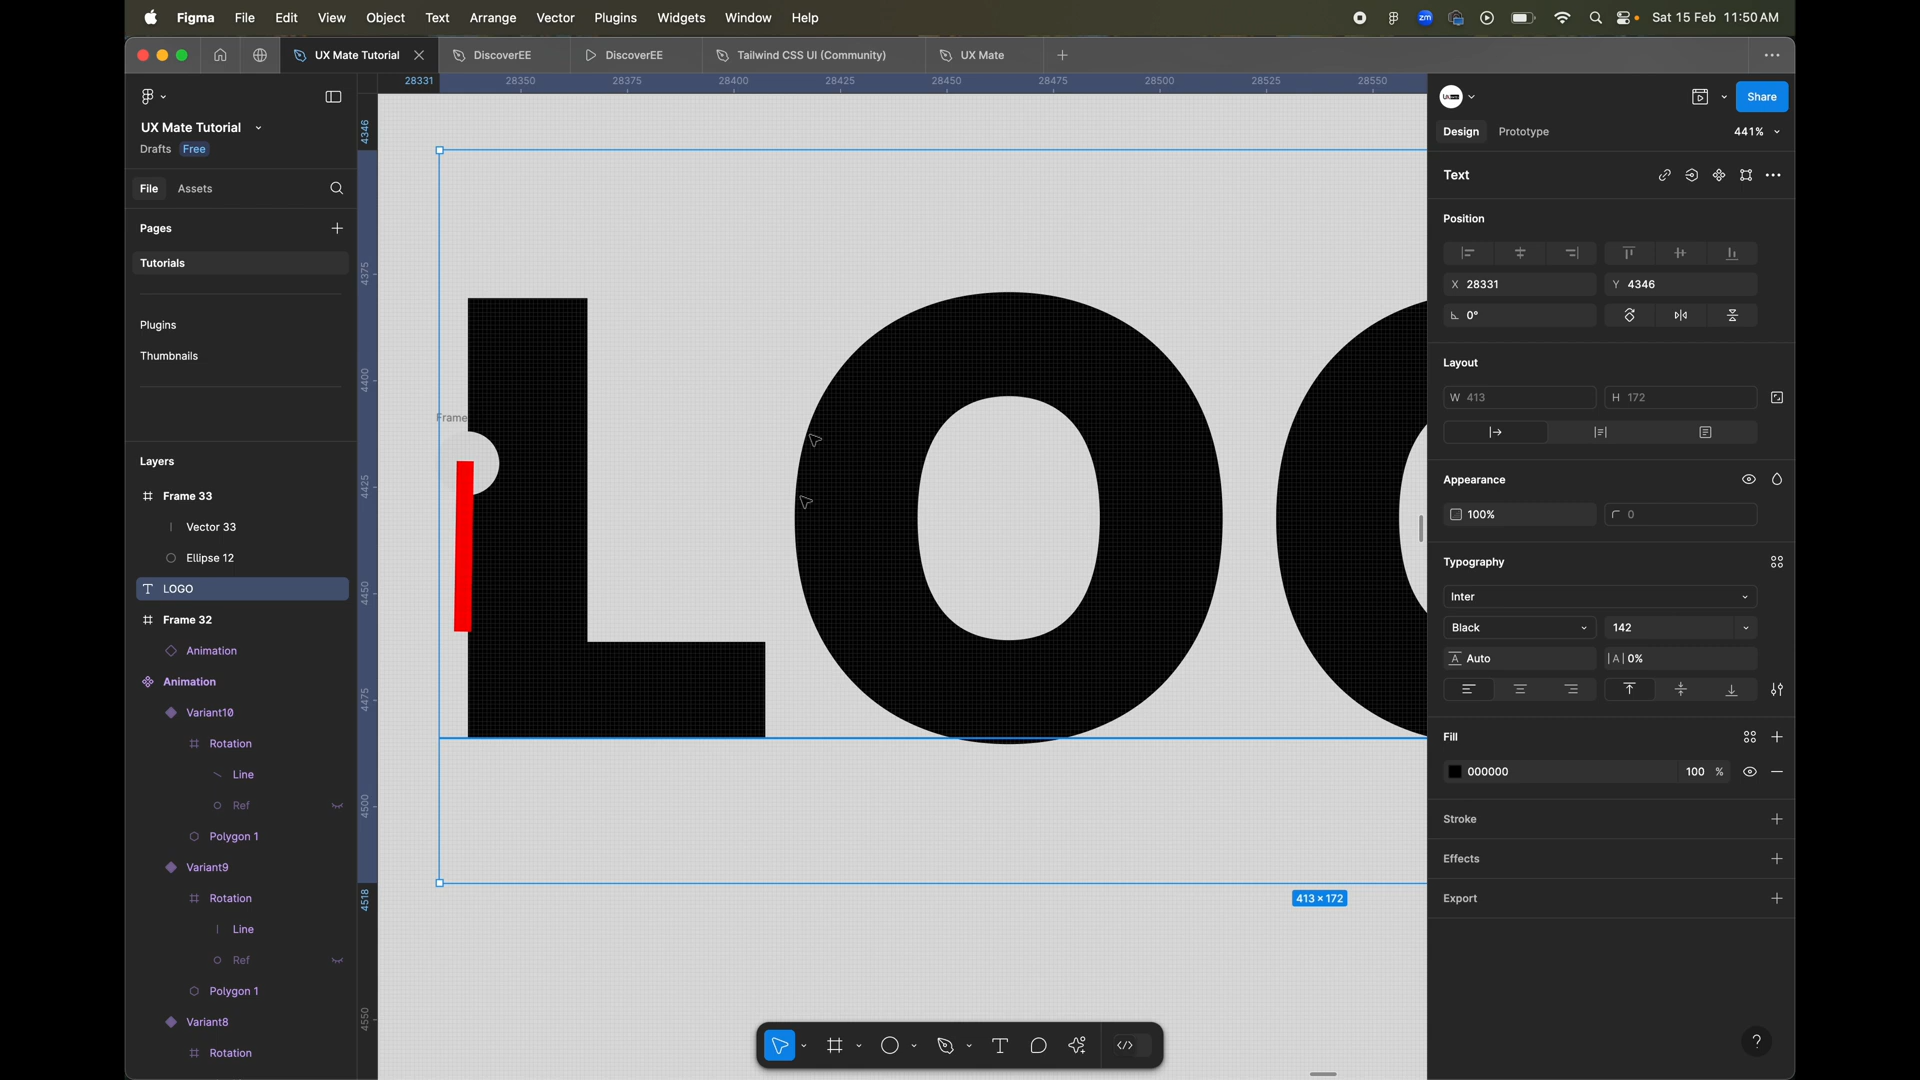 Figma File Edit View Object Text Arrange Vector Plugins Widgets Window Help
zm
Sat 15 Feb 11:50 AM
UX Mate Tutorial
DiscoverEE
DiscoverEE
Tailwind CSS UI (Community)
UX Mate
28331 28350 28375 28400 28425 28450 28475 28500 28525 28550
UX Mate Tutorial
Drafts Free
File Assets
Pages
Tutorials
Plugins
Thumbnails
Layers
Frame 33
Vector 33
Ellipse 12
LOGO
Frame 32
Animation
Animation
Variant10
Rotation
Line
Ref
Polygon 1
Variant9
Rotation
Line
Ref
Polygon 1
Variant8
Rotation
4346
4375
4400
4425
4450
4475
4500
4518
4550
Frame
LO
413 × 172
Share
Design Prototype 441%
Text
Position
X 28331 Y 4346
0°
Layout
W 413 H 172
Appearance
100% 0
Typography
Inter
Black 142
A Auto |A| 0%
Fill
000000 100 %
Stroke
Effects
Export
?